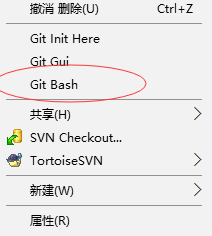 撤消 删除(U) Ctrl+Z
Git Init Here
Git Gui
Git Bash
共享(H)
SVN Checkout...
TortoiseSVN
新建(W)
属性(R)